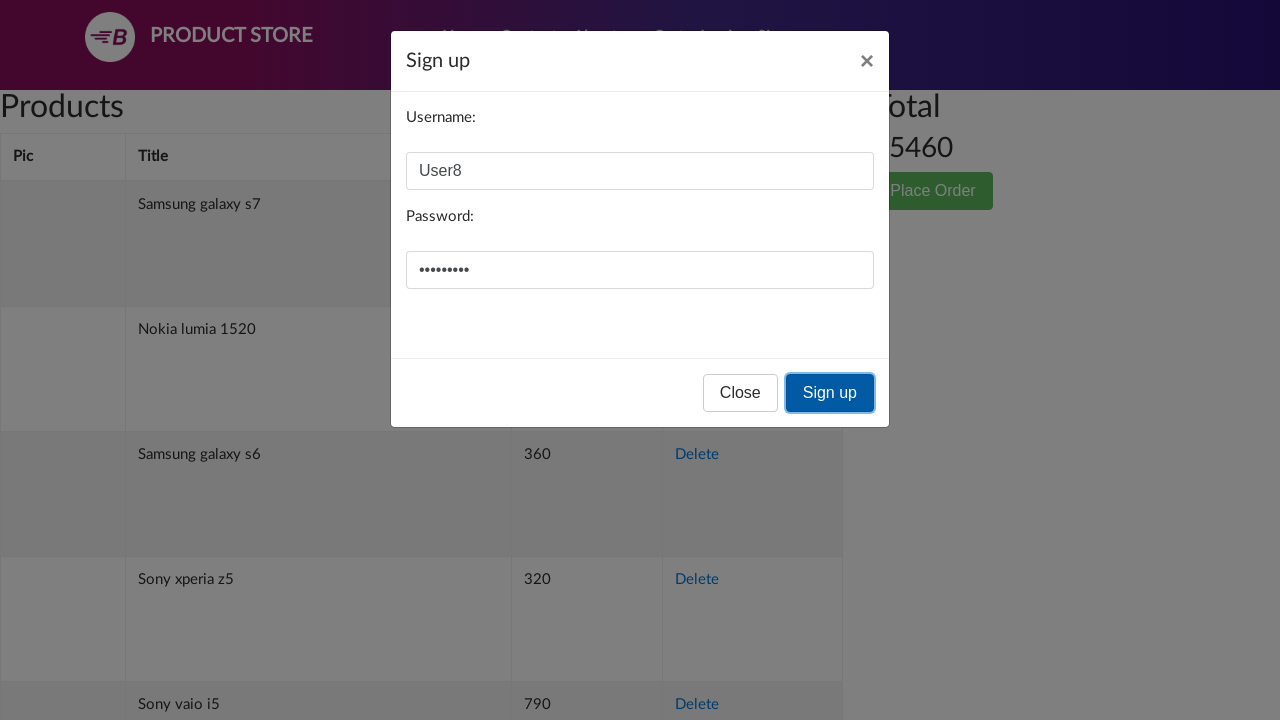 B PRODUCT STORE
Sign up ×
Username:
User8
Password:
•••••••••
Close Sign up
Products
Pic Title
Samsung galaxy s7
Nokia lumia 1520
Samsung galaxy s6 360 Delete
Sony xperia z5 320 Delete
Sony vaio i5 790 Delete
5460
Place Order